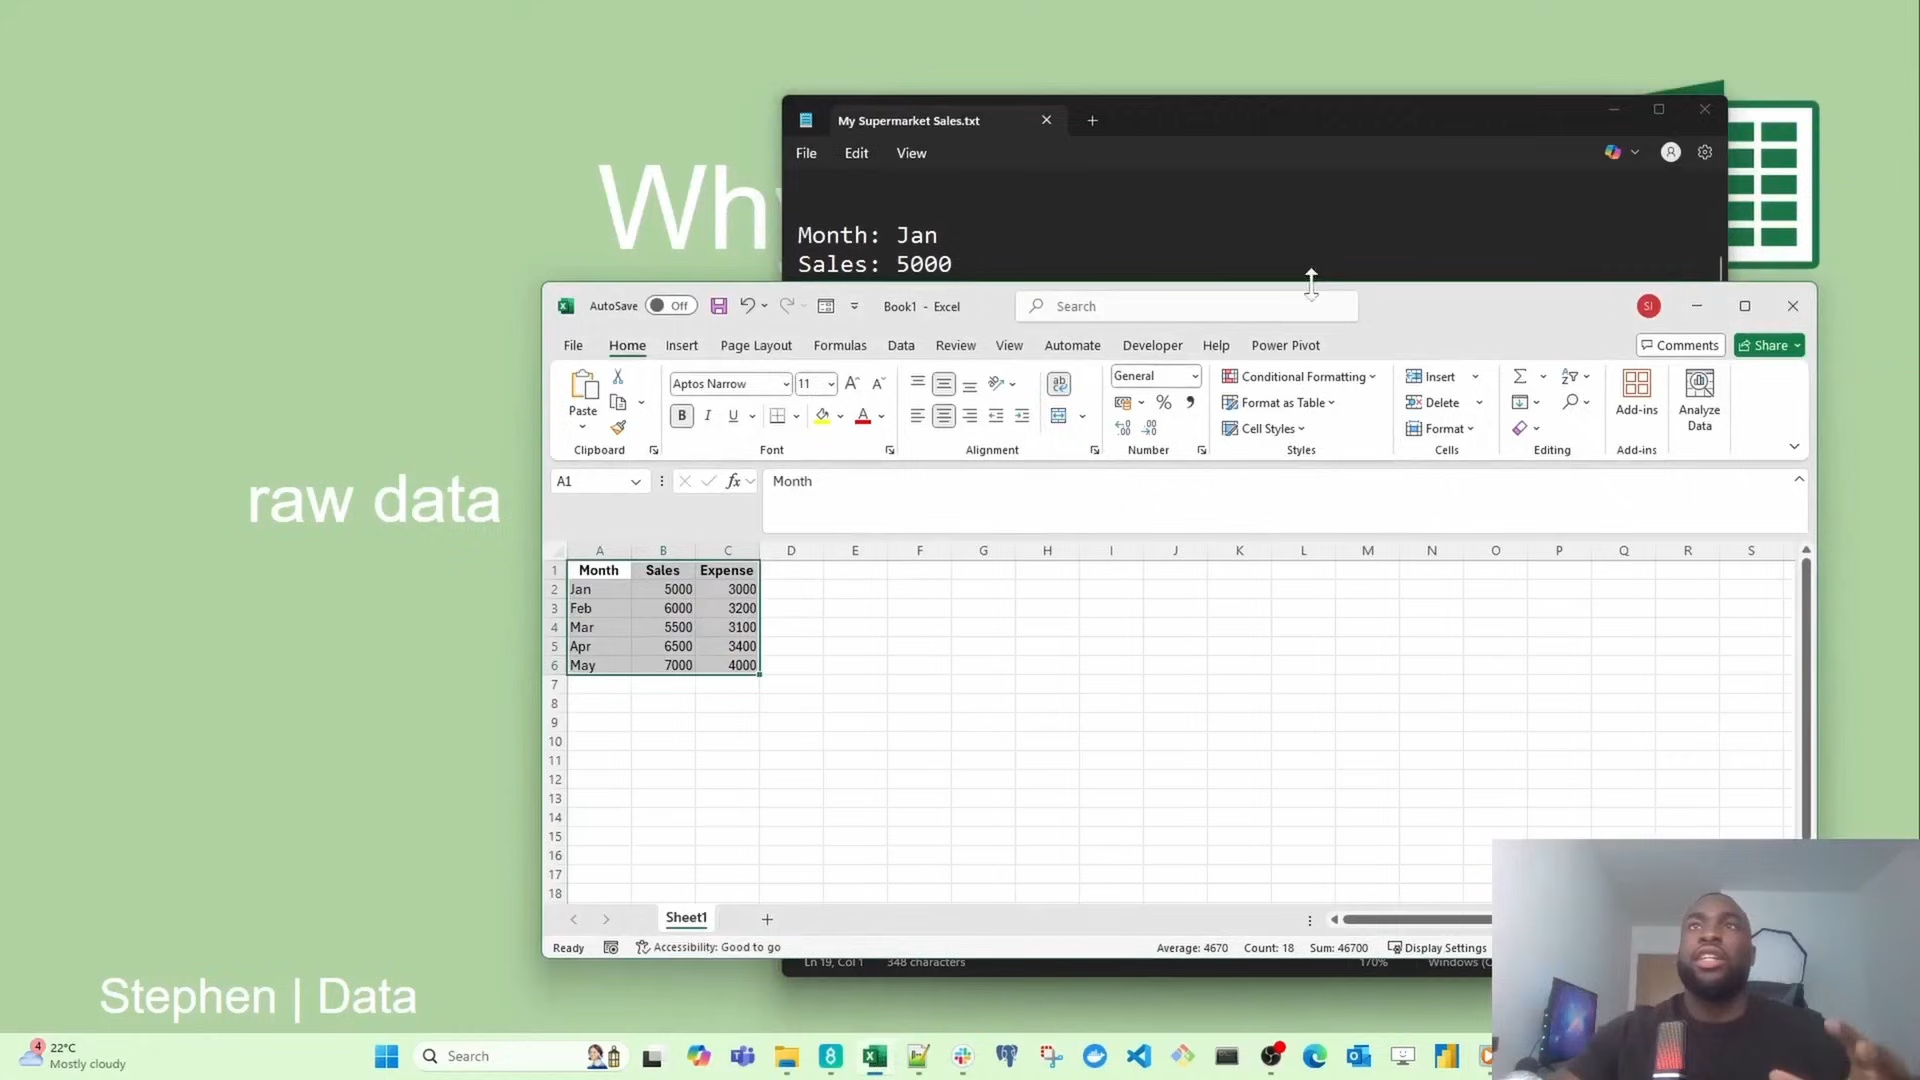 Why
My Supermarket Sales.txt
File Edit View
Month: Jan
Sales: 5000
AutoSave Off Book1 - Excel Search SI
File Home Insert Page Layout Formulas Data Review View Automate Developer Help Power Pivot Comments Share
Paste Aptos Narrow 11 General Conditional Formatting Insert
B I U Format as Table Delete Add-ins Analyze Data
Cell Styles Format
Clipboard Font Alignment Number Styles Cells Editing Add-ins
A1 fx Month
raw data
A B C D E F G H I J K L M N O P Q R S
1 Month Sales Expense
2 Jan 5000 3000
3 Feb 6000 3200
4 Mar 5500 3100
5 Apr 6500 3400
6 May 7000 4000
7
8
9
10
11
12
13
14
15
16
17
18
Sheet1
Ready Accessibility: Good to go Average: 4670 Count: 18 Sum: 46700 Display Settings
Ln 19, Col 1 348 characters 170% Windows (C
Stephen | Data
4 22°C
Mostly cloudy
Search